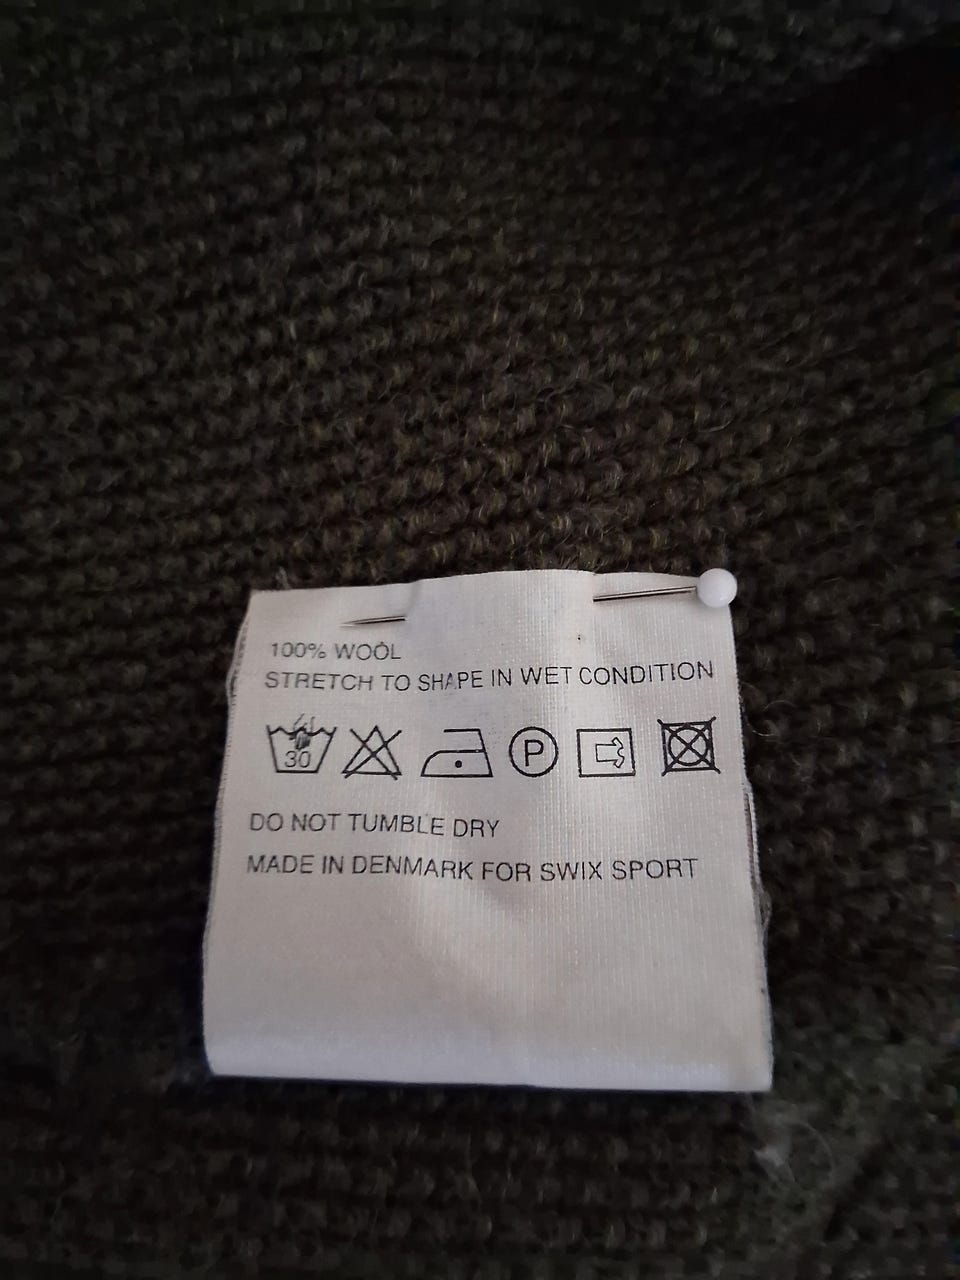 100% WOOL
STRETCH TO SHAPE IN WET CONDITION
30 P
DO NOT TUMBLE DRY
MADE IN DENMARK FOR SWIX SPORT